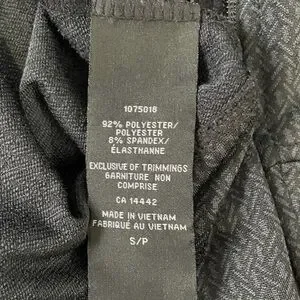 1075018
92% POLYESTER/
POLYESTER
8% SPANDEX/
ÉLASTHANNE
EXCLUSIVE OF TRIMMINGS
GARNITURE NON
COMPRISE
CA 14442
MADE IN VIETNAM
FABRIQUÉ AU VIETNAM
S/P